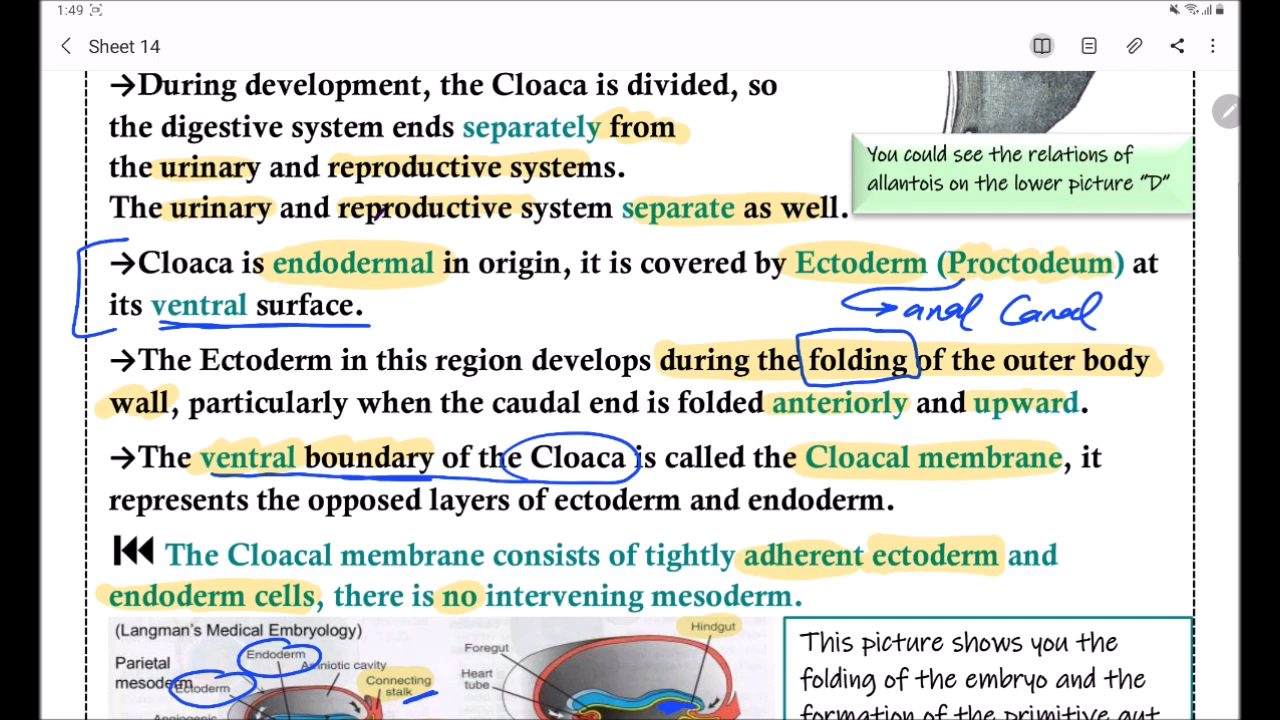 1:49
Sheet 14
→During development, the Cloaca is divided, so
the digestive system ends separately from
the urinary and reproductive systems.
The urinary and reproductive system separate as well.
You could see the relations of
allantois on the lower picture "D"
→Cloaca is endodermal in origin, it is covered by Ectoderm (Proctodeum) at
its ventral surface.
anal Canal
→The Ectoderm in this region develops during the folding of the outer body
wall, particularly when the caudal end is folded anteriorly and upward.
→The ventral boundary of the Cloaca is called the Cloacal membrane, it
represents the opposed layers of ectoderm and endoderm.
The Cloacal membrane consists of tightly adherent ectoderm and
endoderm cells, there is no intervening mesoderm.
(Langman's Medical Embryology)
Parietal
mesoderm
Endoderm
Ectoderm
Amniotic cavity
Connecting
stalk
Angiogenic
Foregut
Heart
tube
Hindgut
This picture shows you the
folding of the embryo and the
formation of the primitive gut